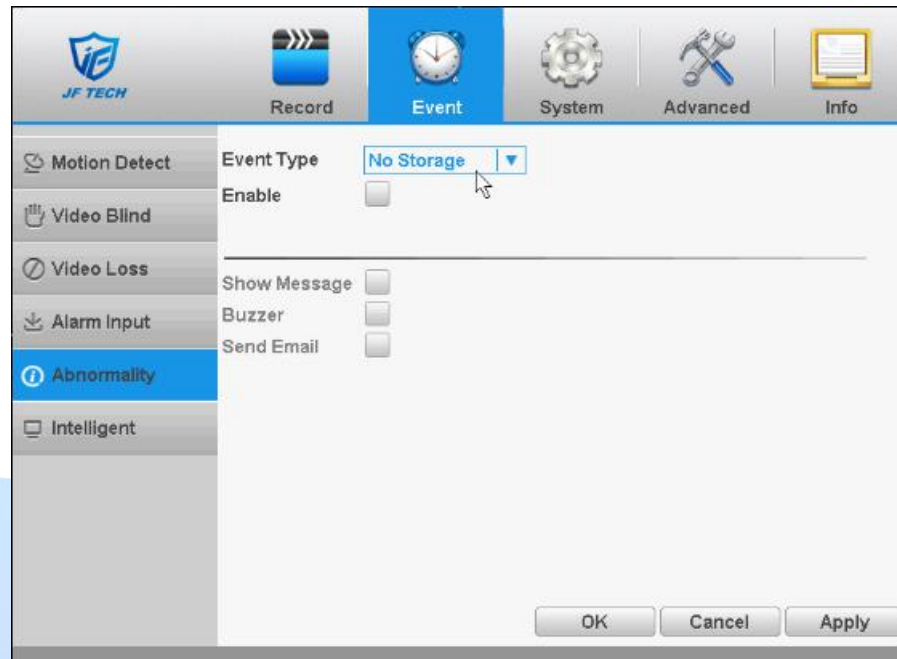 JF TECH
Record
Event
System
Advanced
Info
Motion Detect
Video Blind
Video Loss
Alarm Input
Abnormality
Intelligent
Event Type No Storage
Enable
Show Message
Buzzer
Send Email
OK Cancel Apply